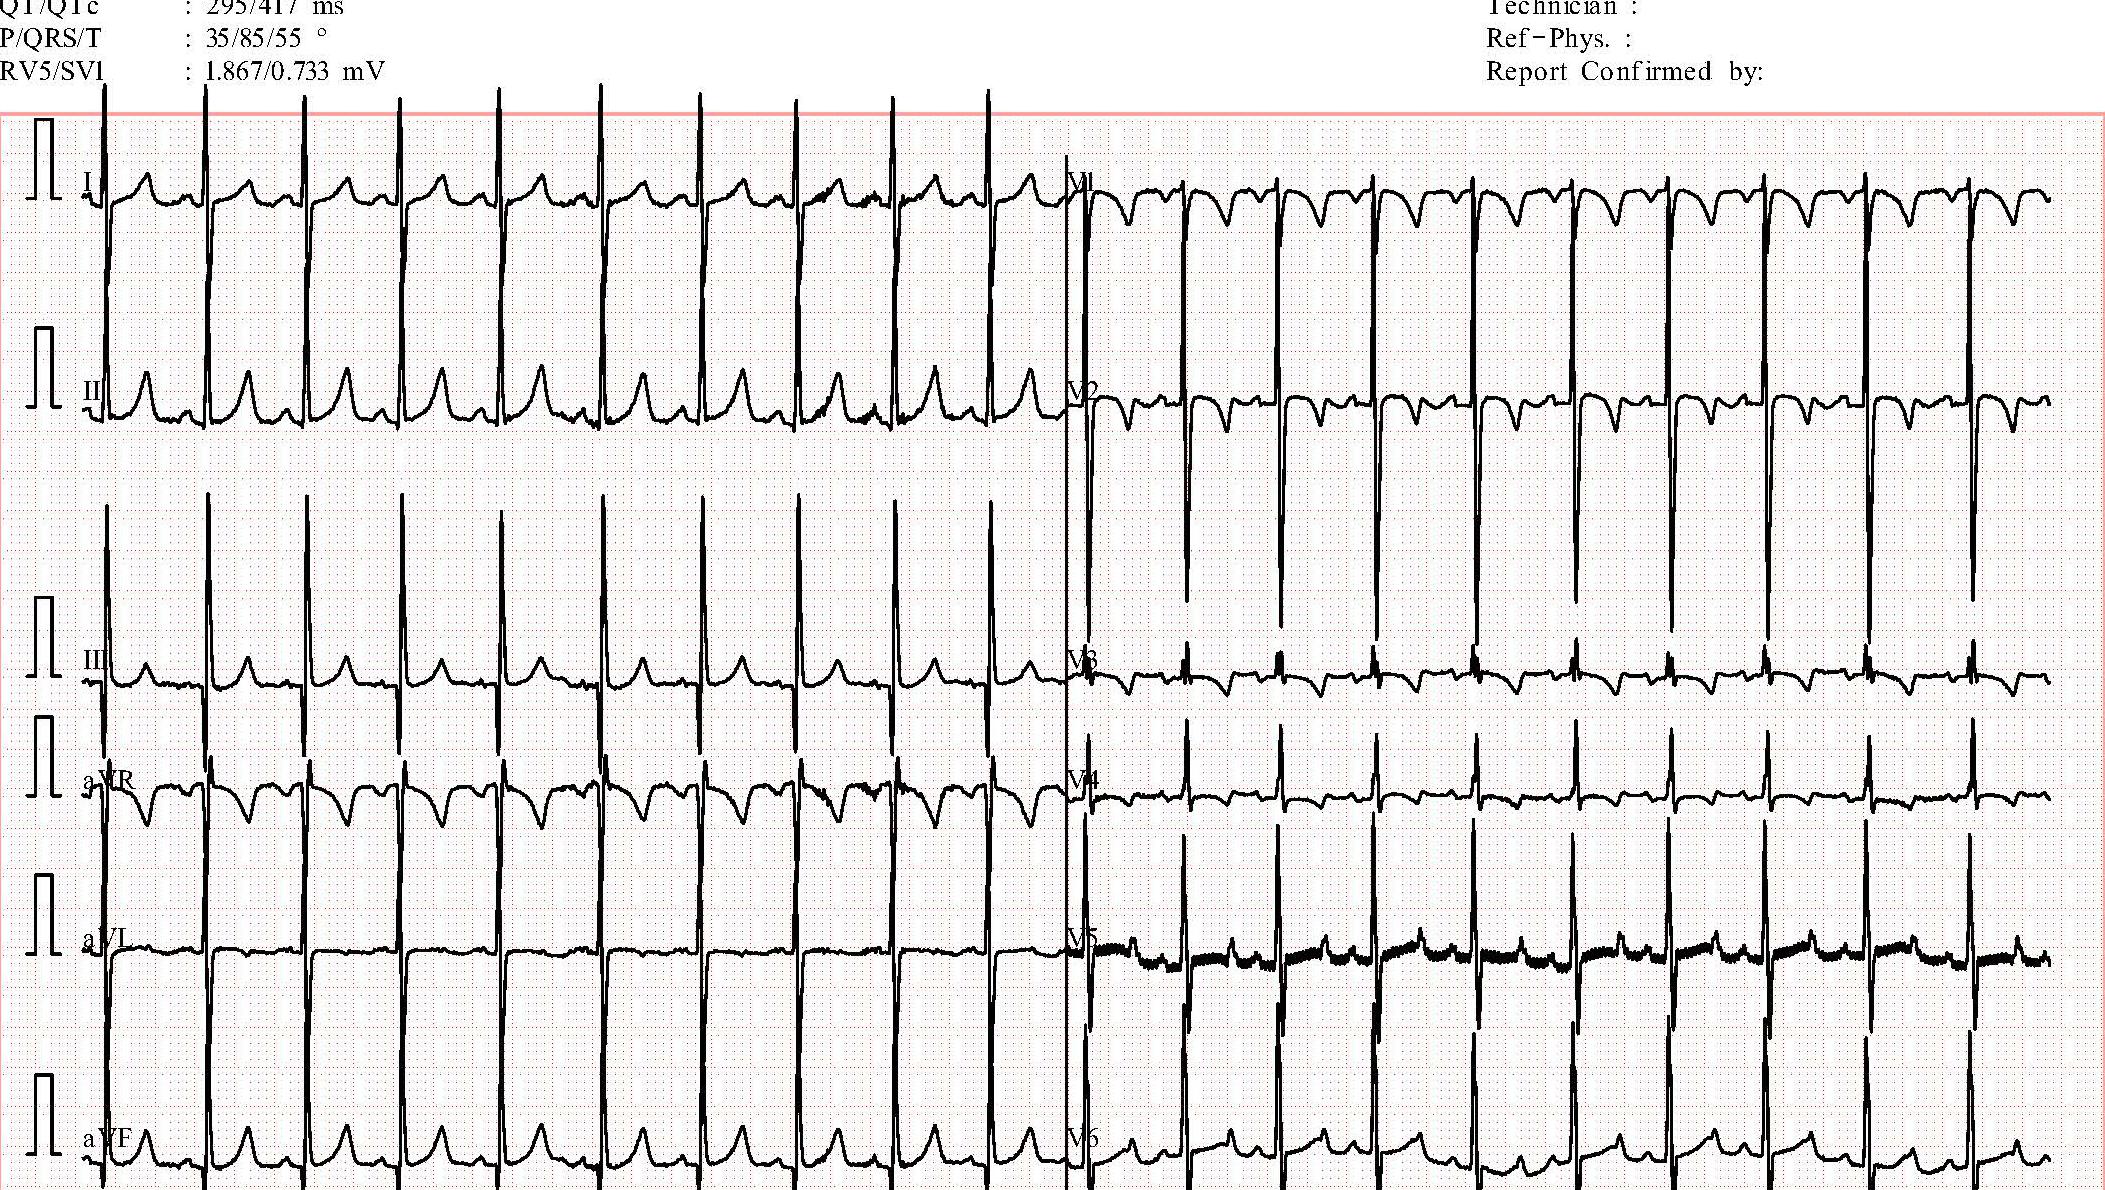 QT/QTc : 295/417 ms
P/QRS/T : 35/85/55 °
RV5/SV1 : 1.867/0.733 mV
Technician :
Ref-Phys. :
Report Confirmed by:
I
II
III
aVR
aVL
aVF
V1
V2
V3
V4
V5
V6